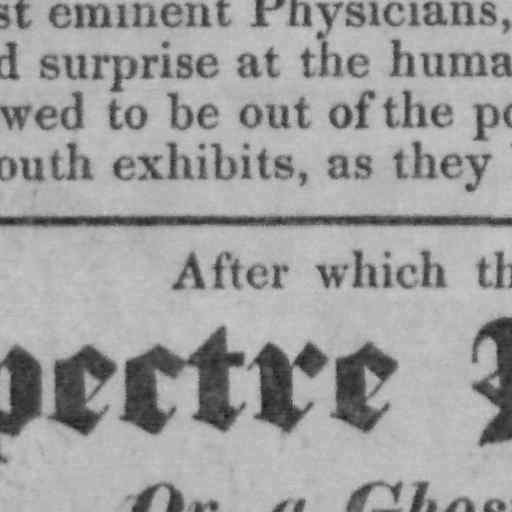 st eminent Physicians,
d surprise at the huma
wed to be out of the po
outh exhibits, as they
After which th
pectre
Or, a Ghos